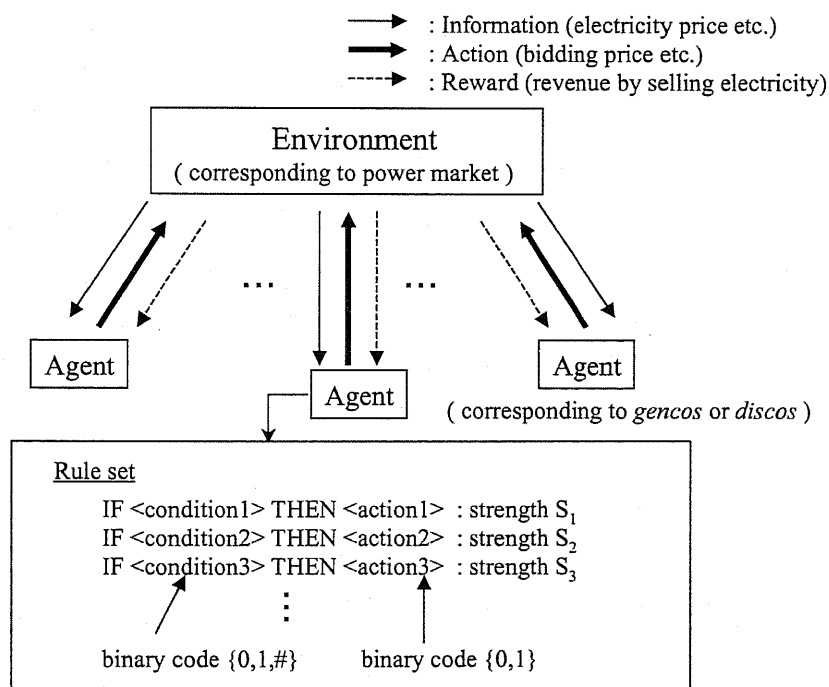 : Information (electricity price etc.)
: Action (bidding price etc.)
: Reward (revenue by selling electricity)
Environment
( corresponding to power market )
... ...
Agent
Agent
Agent
( corresponding to gencos or discos )
Rule set
IF <condition1> THEN <action1> : strength S₁
IF <condition2> THEN <action2> : strength S₂
IF <condition3> THEN <action3> : strength S₃
⋮
binary code {0,1,#} binary code {0,1}